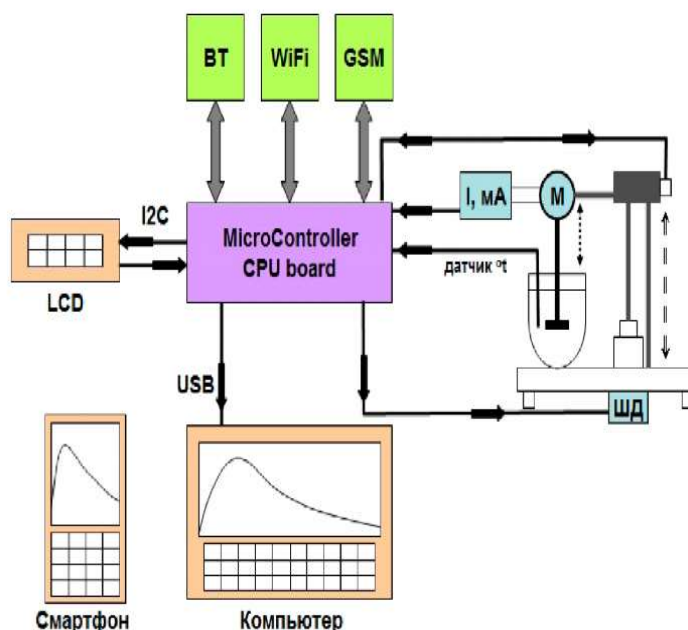 BT
WiFi
GSM
I2C
I, мА
M
MicroController
CPU board
датчик °t
LCD
USB
ШД
Смартфон
Компьютер